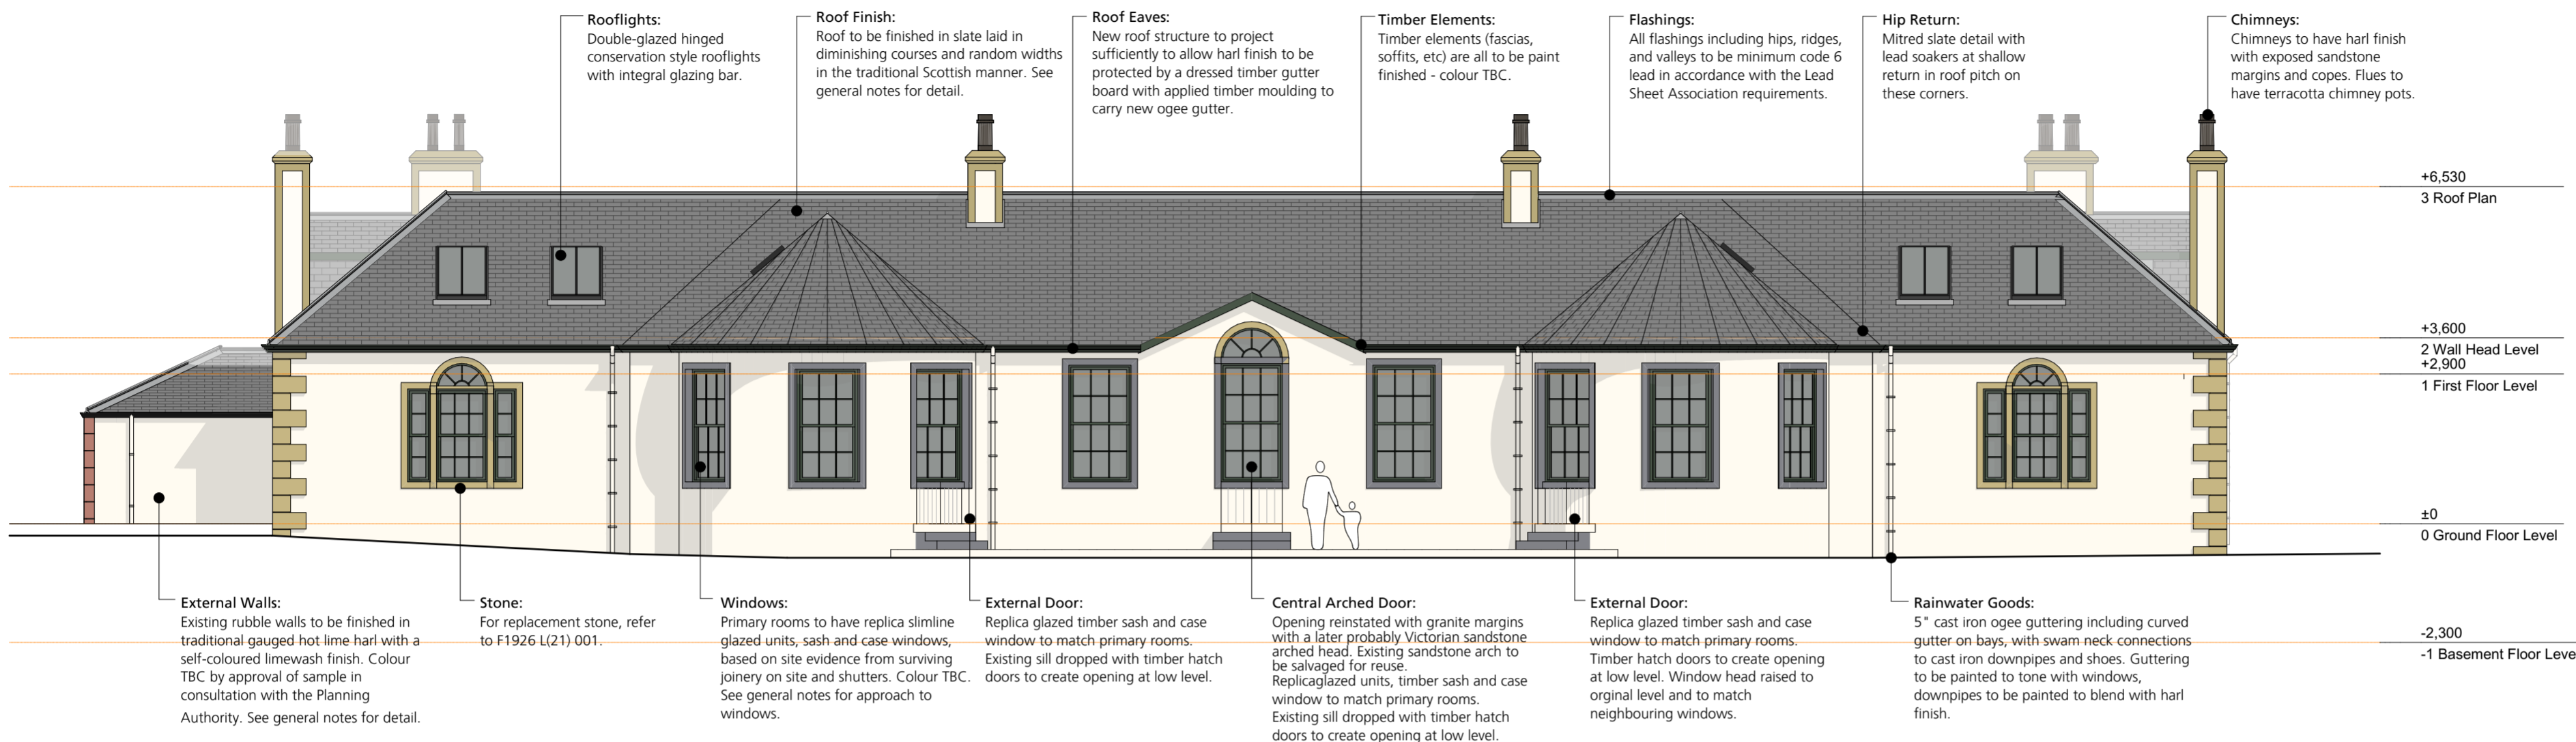 Rooflights:
Double-glazed hinged
conservation style rooflights
with integral glazing bar.
Roof Finish:
Roof to be finished in slate laid in
diminishing courses and random widths
in the traditional Scottish manner. See
general notes for detail.
Roof Eaves:
New roof structure to project
sufficiently to allow harl finish to be
protected by a dressed timber gutter
board with applied timber moulding to
carry new ogee gutter.
Timber Elements:
Timber elements (fascias,
soffits, etc) are all to be paint
finished - colour TBC.
Flashings:
All flashings including hips, ridges,
and valleys to be minimum code 6
lead in accordance with the Lead
Sheet Association requirements.
Hip Return:
Mitred slate detail with
lead soakers at shallow
return in roof pitch on
these corners.
Chimneys:
Chimneys to have harl finish
with exposed sandstone
margins and copes. Flues to
have terracotta chimney pots.
+6,530
3 Roof Plan
+3,600
2 Wall Head Level
+2,900
1 First Floor Level
±0
0 Ground Floor Level
-2,300
-1 Basement Floor Leve
External Walls:
Existing rubble walls to be finished in
traditional gauged hot lime harl with a
self-coloured limewash finish. Colour
TBC by approval of sample in
consultation with the Planning
Authority. See general notes for detail.
Stone:
For replacement stone, refer
to F1926 L(21) 001.
Windows:
Primary rooms to have replica slimline
glazed units, sash and case windows,
based on site evidence from surviving
joinery on site and shutters. Colour TBC.
See general notes for approach to
windows.
External Door:
Replica glazed timber sash and case
window to match primary rooms.
Existing sill dropped with timber hatch
doors to create opening at low level.
Central Arched Door:
Opening reinstated with granite margins
with a later probably Victorian sandstone
arched head. Existing sandstone arch to
be salvaged for reuse.
Replicaglazed units, timber sash and case
window to match primary rooms.
Existing sill dropped with timber hatch
doors to create opening at low level.
External Door:
Replica glazed timber sash and case
window to match primary rooms.
Timber hatch doors to create opening
at low level. Window head raised to
orginal level and to match
neighbouring windows.
Rainwater Goods:
5" cast iron ogee guttering including curved
gutter on bays, with swam neck connections
to cast iron downpipes and shoes. Guttering
to be painted to tone with windows,
downpipes to be painted to blend with harl
finish.